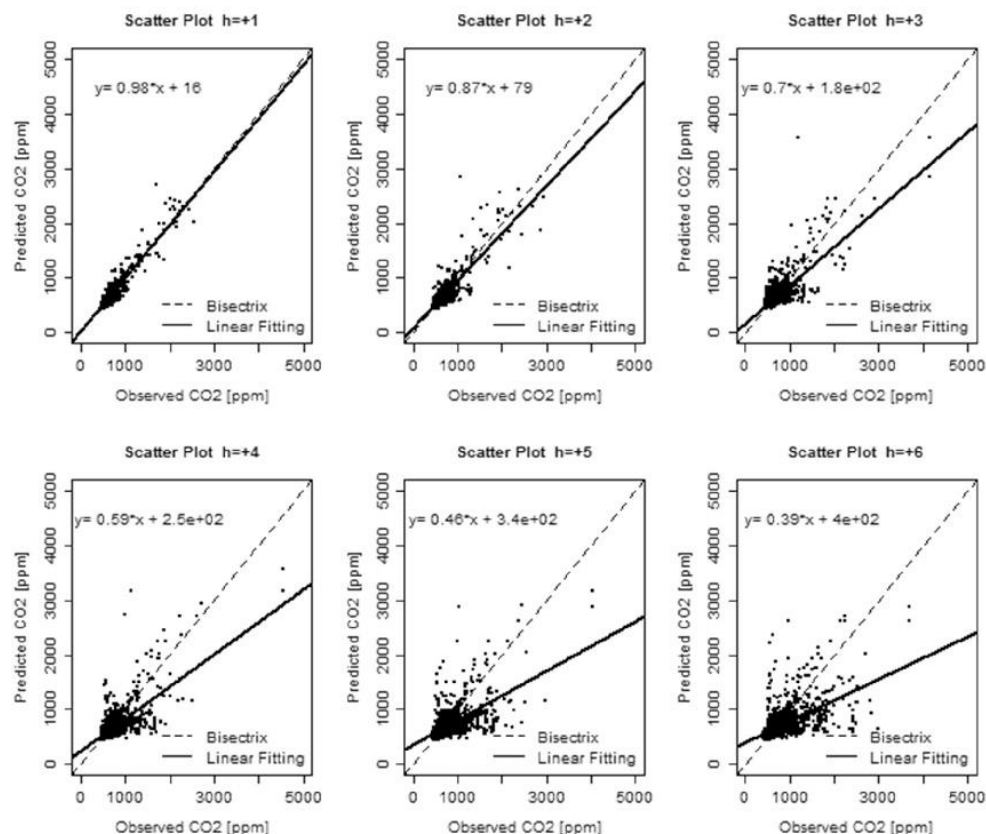 Scatter Plot h=+1
y= 0.98*x + 16
Predicted CO2 [ppm]
0 1000 2000 3000 4000 5000
Bisectrix
Linear Fitting
0 1000 3000 5000
Observed CO2 [ppm]
Scatter Plot h=+2
y= 0.87*x + 79
Predicted CO2 [ppm]
0 1000 2000 3000 4000 5000
Bisectrix
Linear Fitting
0 1000 3000 5000
Observed CO2 [ppm]
Scatter Plot h=+3
y= 0.7*x + 1.8e+02
Predicted CO2 [ppm]
0 1000 2000 3000 4000 5000
Bisectrix
Linear Fitting
0 1000 3000 5000
Observed CO2 [ppm]
Scatter Plot h=+4
y= 0.59*x + 2.5e+02
Predicted CO2 [ppm]
0 1000 2000 3000 4000 5000
Bisectrix
Linear Fitting
0 1000 3000 5000
Observed CO2 [ppm]
Scatter Plot h=+5
y= 0.46*x + 3.4e+02
Predicted CO2 [ppm]
0 1000 2000 3000 4000 5000
Bisectrix
Linear Fitting
0 1000 3000 5000
Observed CO2 [ppm]
Scatter Plot h=+6
y= 0.39*x + 4e+02
Predicted CO2 [ppm]
0 1000 2000 3000 4000 5000
Bisectrix
Linear Fitting
0 1000 3000 5000
Observed CO2 [ppm]